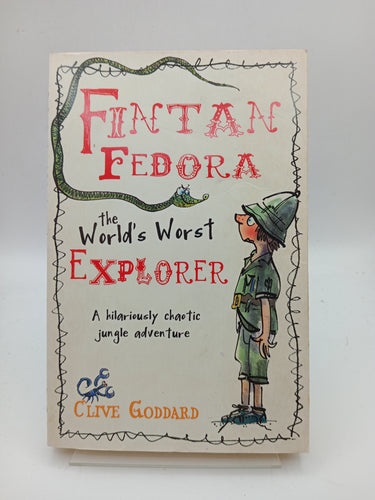 FINTAN
FEDORA
the
World's Worst
EXPLORER
A hilariously chaotic
jungle adventure
CLIVE GODDARD